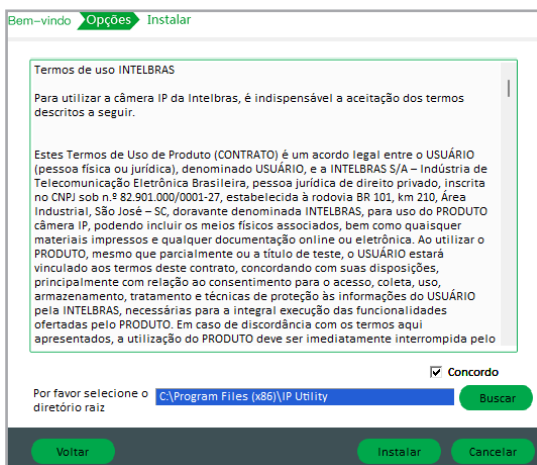 Bem-vindo Opções Instalar
Termos de uso INTELBRAS
Para utilizar a câmera IP da Intelbras, é indispensável a aceitação dos termos
descritos a seguir.
Estes Termos de Uso de Produto (CONTRATO) é um acordo legal entre o USUÁRIO
(pessoa física ou jurídica), denominado USUÁRIO, e a INTELBRAS S/A – Indústria de
Telecomunicação Eletrônica Brasileira, pessoa jurídica de direito privado, inscrita
no CNPJ sob n.º 82.901.000/0001-27, estabelecida à rodovia BR 101, km 210, Área
Industrial, São José – SC, doravante denominada INTELBRAS, para uso do PRODUTO
câmera IP, podendo incluir os meios físicos associados, bem como quaisquer
materiais impressos e qualquer documentação online ou eletrônica. Ao utilizar o
PRODUTO, mesmo que parcialmente ou a título de teste, o USUÁRIO estará
vinculado aos termos deste contrato, concordando com suas disposições,
principalmente com relação ao consentimento para o acesso, coleta, uso,
armazenamento, tratamento e técnicas de proteção às informações do USUÁRIO
pela INTELBRAS, necessárias para a integral execução das funcionalidades
ofertadas pelo PRODUTO. Em caso de discordância com os termos aqui
apresentados, a utilização do PRODUTO deve ser imediatamente interrompida pelo
Concordo
Por favor selecione o
diretório raiz
C:\Program Files (x86)\IP Utility
Buscar
Voltar Instalar Cancelar